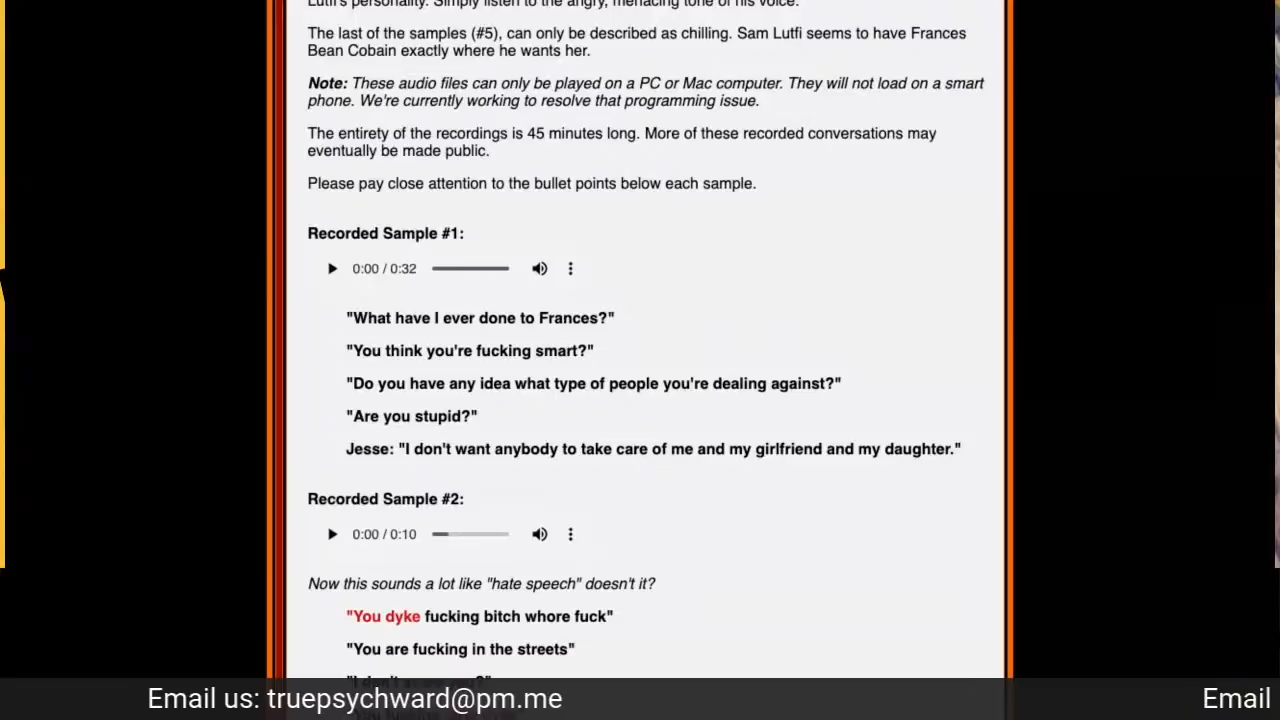 Lutfi's personality. Simply listen to the angry, menacing tone of his voice.
The last of the samples (#5), can only be described as chilling. Sam Lutfi seems to have Frances
Bean Cobain exactly where he wants her.
Note: These audio files can only be played on a PC or Mac computer. They will not load on a smart
phone. We're currently working to resolve that programming issue.
The entirety of the recordings is 45 minutes long. More of these recorded conversations may
eventually be made public.
Please pay close attention to the bullet points below each sample.
Recorded Sample #1:
0:00 / 0:32
"What have I ever done to Frances?"
"You think you're fucking smart?"
"Do you have any idea what type of people you're dealing against?"
"Are you stupid?"
Jesse: "I don't want anybody to take care of me and my girlfriend and my daughter."
Recorded Sample #2:
0:00 / 0:10
Now this sounds a lot like "hate speech" doesn't it?
"You dyke fucking bitch whore fuck"
"You are fucking in the streets"
"I don't
Email us: truepsychward@pm.me Email